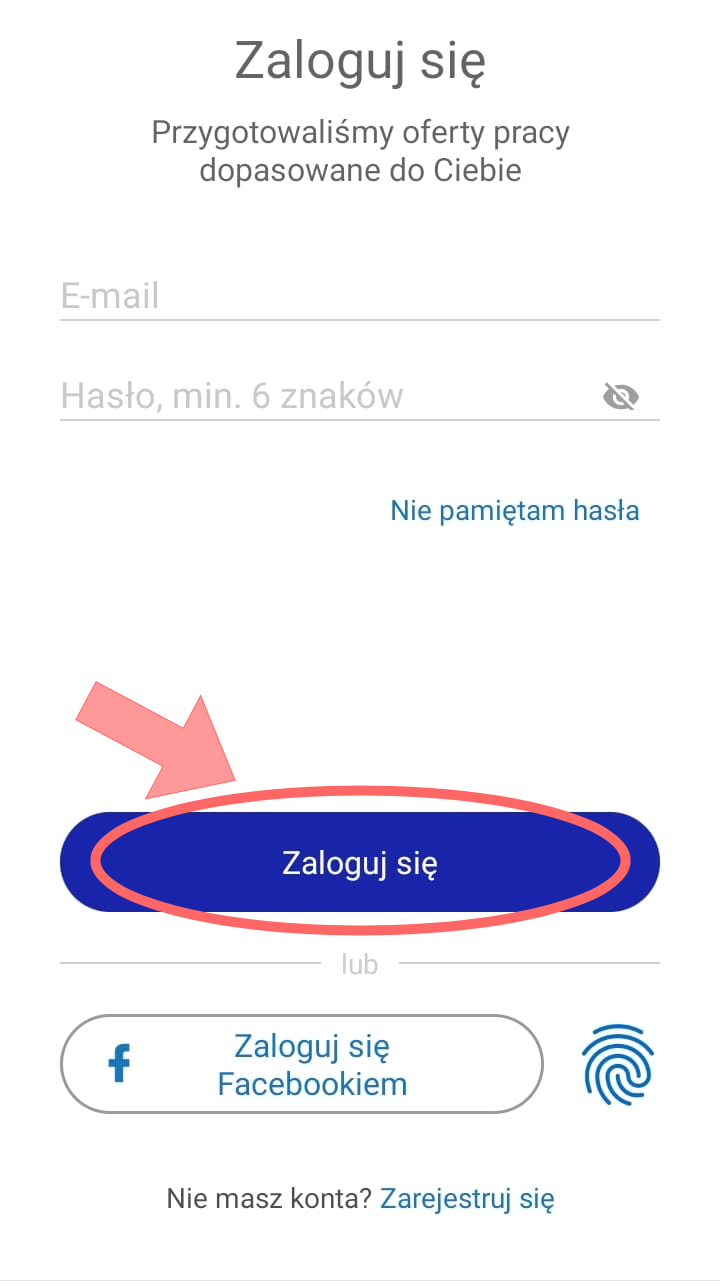 Zaloguj się
Przygotowaliśmy oferty pracy
dopasowane do Ciebie
E-mail
Hasło, min. 6 znaków
Nie pamiętam hasła
Zaloguj się
lub
Zaloguj się
Facebookiem
Nie masz konta? Zarejestruj się